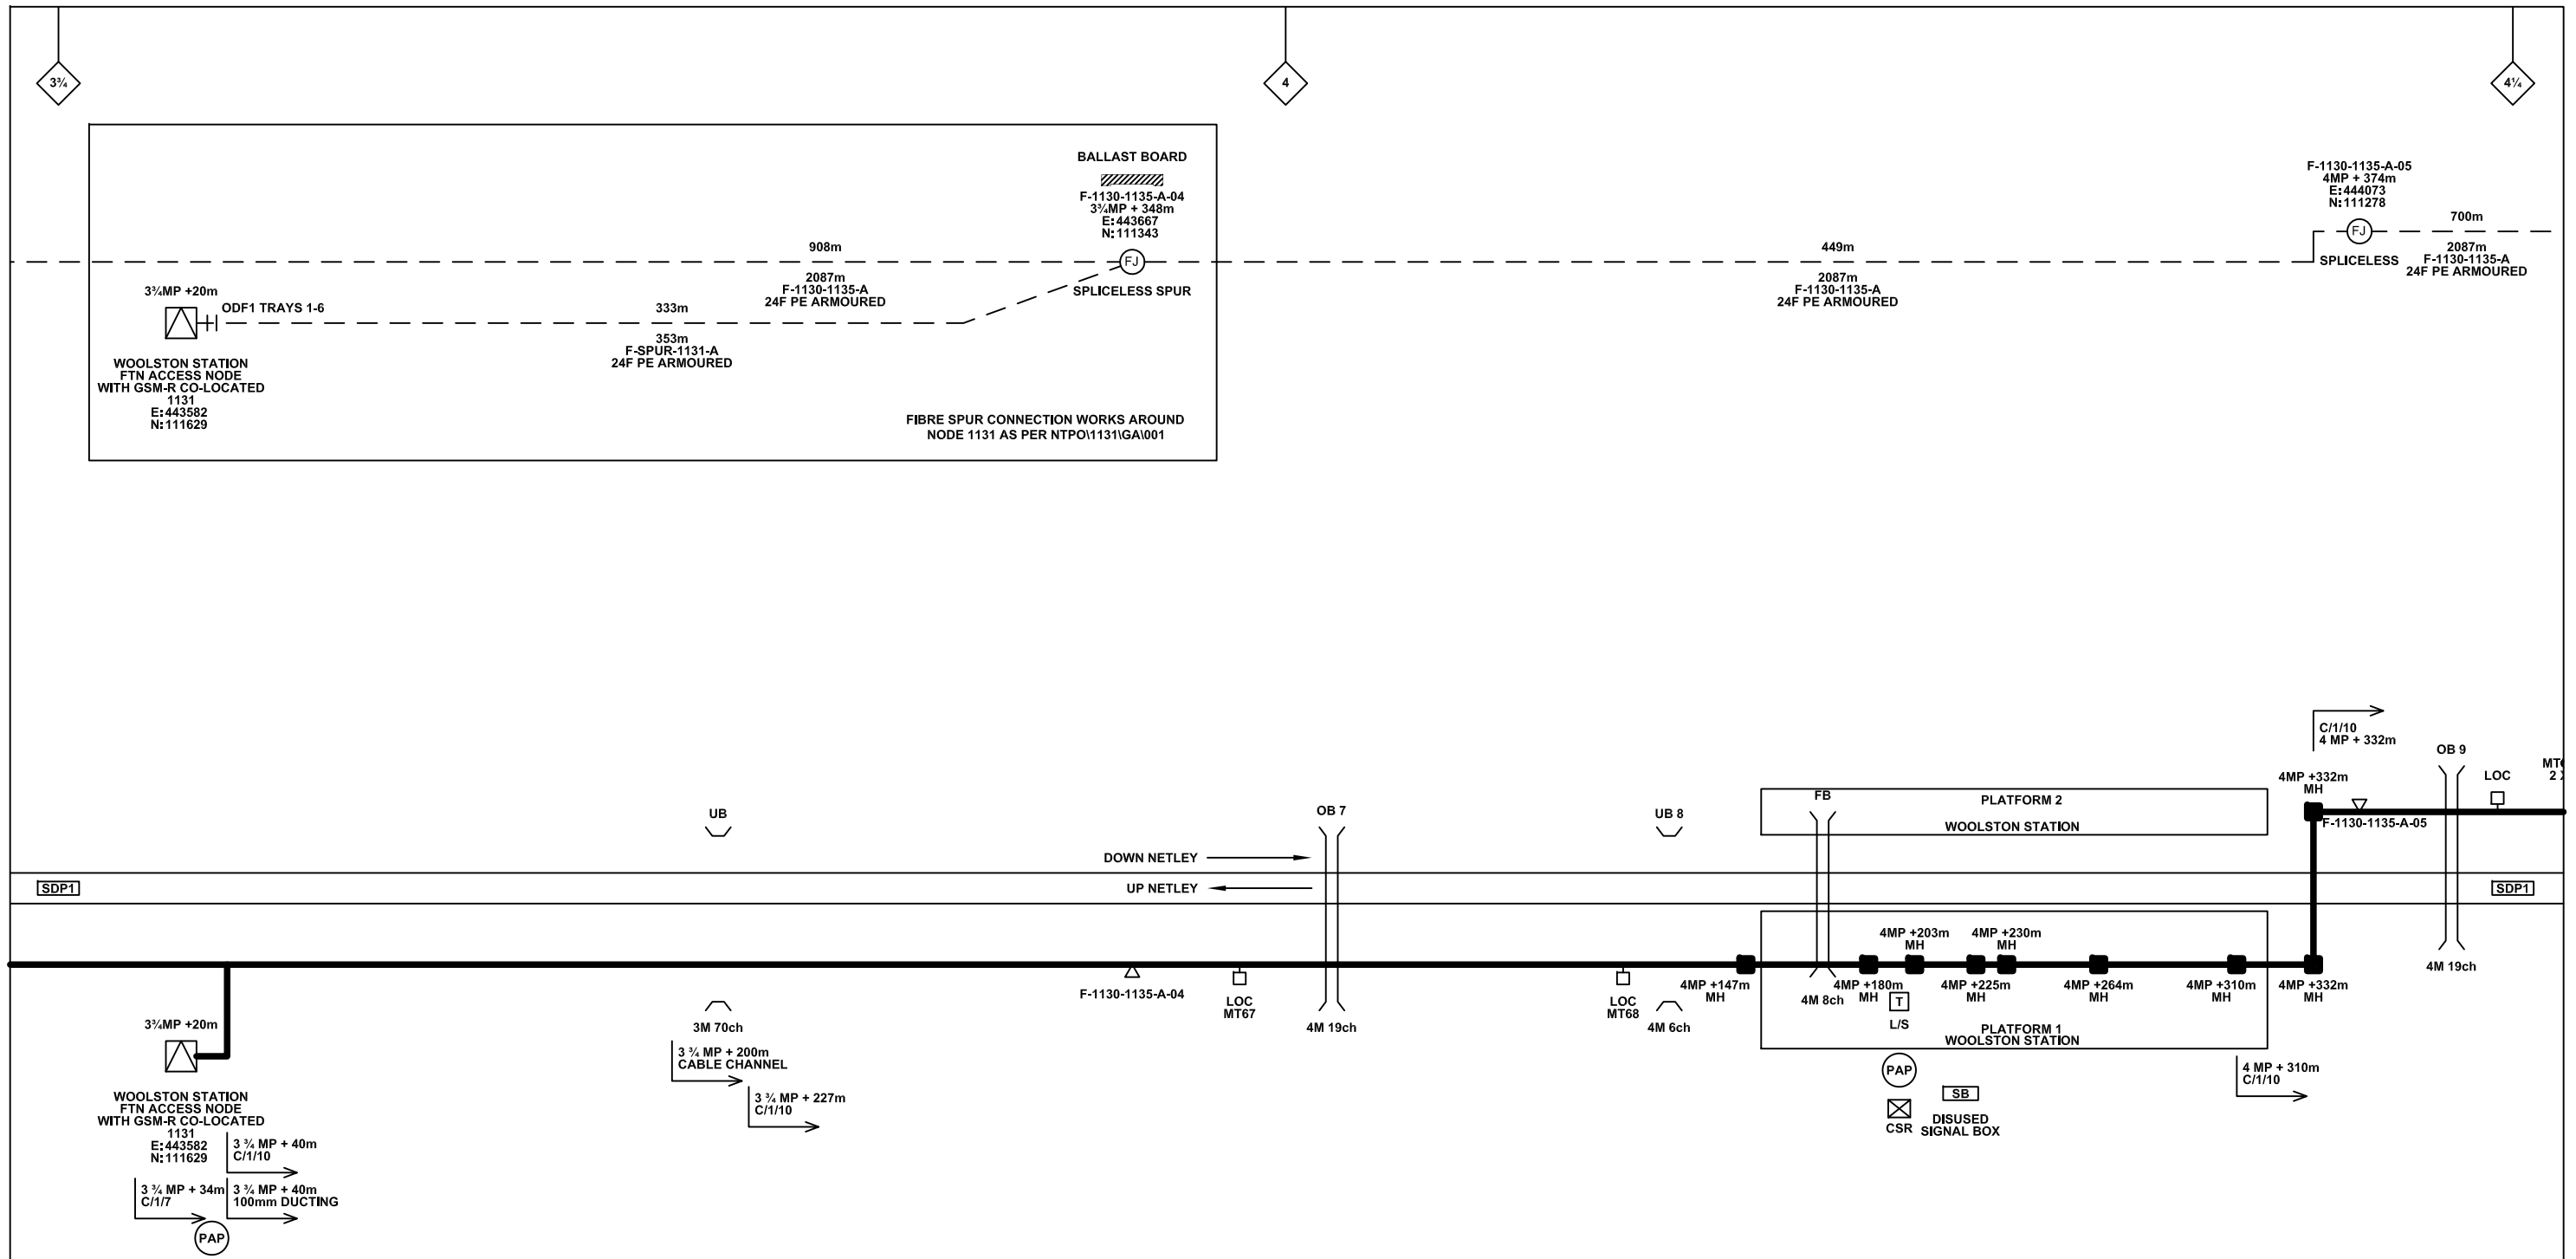 3¾
4
4¼
BALLAST BOARD
F-1130-1135-A-04
3¾MP + 348m
E:443667
N:111343
FJ
SPLICELESS SPUR
908m
2087m
F-1130-1135-A
24F PE ARMOURED
3¾MP +20m
ODF1 TRAYS 1-6
333m
353m
F-SPUR-1131-A
24F PE ARMOURED
WOOLSTON STATION
FTN ACCESS NODE
WITH GSM-R CO-LOCATED
1131
E:443582
N:111629
FIBRE SPUR CONNECTION WORKS AROUND
NODE 1131 AS PER NTPO\1131\GA\001
449m
2087m
F-1130-1135-A
24F PE ARMOURED
F-1130-1135-A-05
4MP + 374m
E:444073
N:111278
FJ
SPLICELESS
700m
2087m
F-1130-1135-A
24F PE ARMOURED
C/1/10
4 MP + 332m
OB 9
LOC
2
4MP +332m
MH
F-1130-1135-A-05
UB
OB 7
UB 8
FB
PLATFORM 2
WOOLSTON STATION
DOWN NETLEY
UP NETLEY
SDP1
SDP1
4MP +203m
MH
4MP +230m
MH
F-1130-1135-A-04
LOC
MT67
4M 19ch
LOC
MT68
4M 6ch
4MP +147m
MH
4M 8ch
4MP +180m
MH
T
L/S
4MP +225m
MH
4MP +264m
MH
4MP +310m
MH
4MP +332m
MH
4M 19ch
PLATFORM 1
WOOLSTON STATION
3¾MP +20m
3M 70ch
3 ¾ MP + 200m
CABLE CHANNEL
3 ¾ MP + 227m
C/1/10
PAP
CSR
SB
DISUSED
SIGNAL BOX
4 MP + 310m
C/1/10
WOOLSTON STATION
FTN ACCESS NODE
WITH GSM-R CO-LOCATED
1131
E:443582
N:111629
3 ¾ MP + 40m
C/1/10
3 ¾ MP + 34m
C/1/7
3 ¾ MP + 40m
100mm DUCTING
PAP